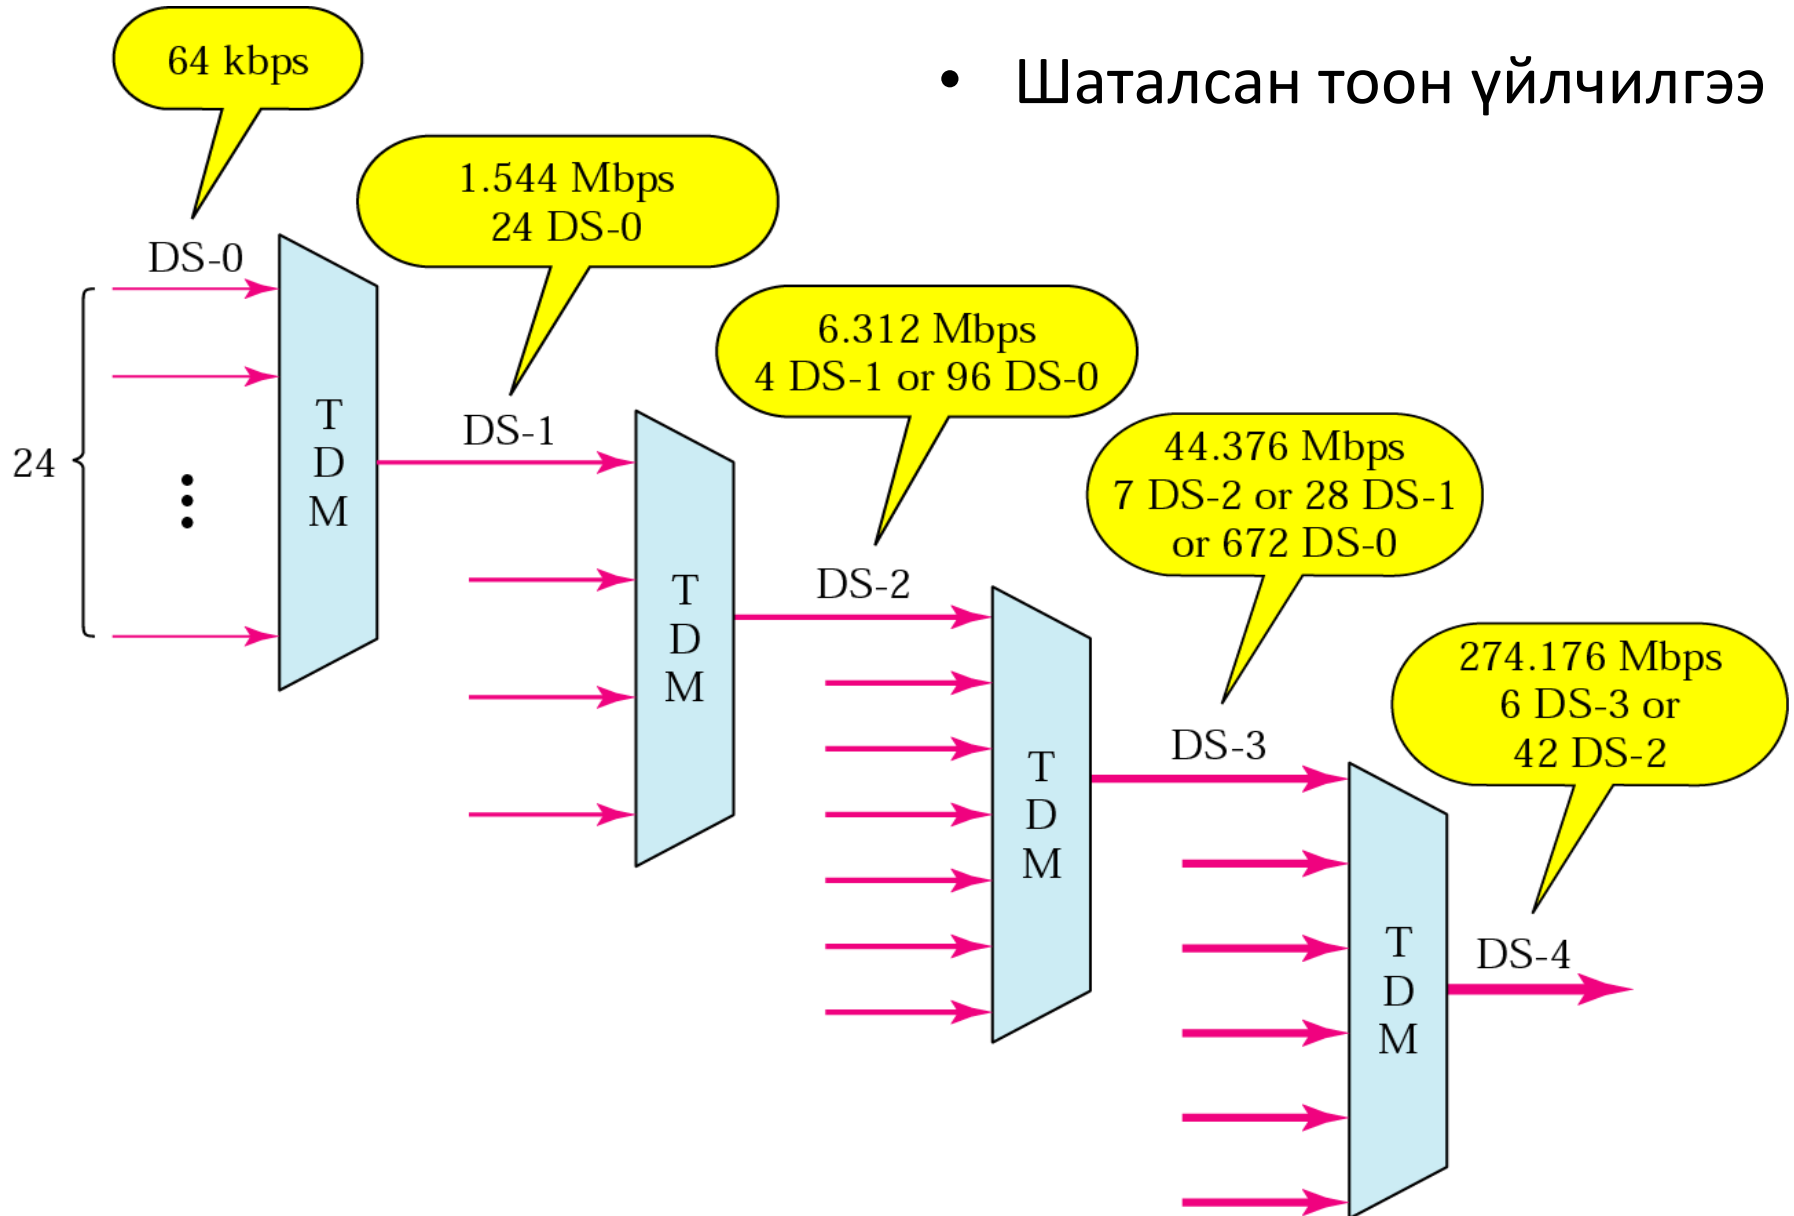 • Шаталсан тоон үйлчилгээ
64 kbps
1.544 Mbps
24 DS-0
DS-0
6.312 Mbps
4 DS-1 or 96 DS-0
DS-1
44.376 Mbps
7 DS-2 or 28 DS-1
or 672 DS-0
24
T
D
M
DS-2
T
D
M
274.176 Mbps
6 DS-3 or
42 DS-2
DS-3
T
D
M
DS-4
T
D
M